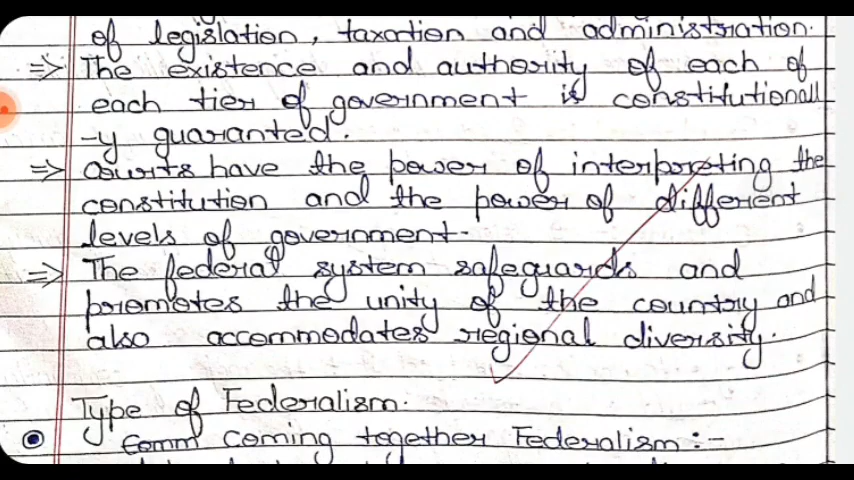 of legislation, taxation and administration.
=> The existence and authority of each of
each tier of government is constitutionall
-y guaranted.
=> Courts have the power of interpreting the
constitution and the power of different
levels of government.
=> The federal system safeguards and
promotes the unity of the country and
also accommodates regional diversity.
Type of Federalism.
Comm coming together Federalism :-